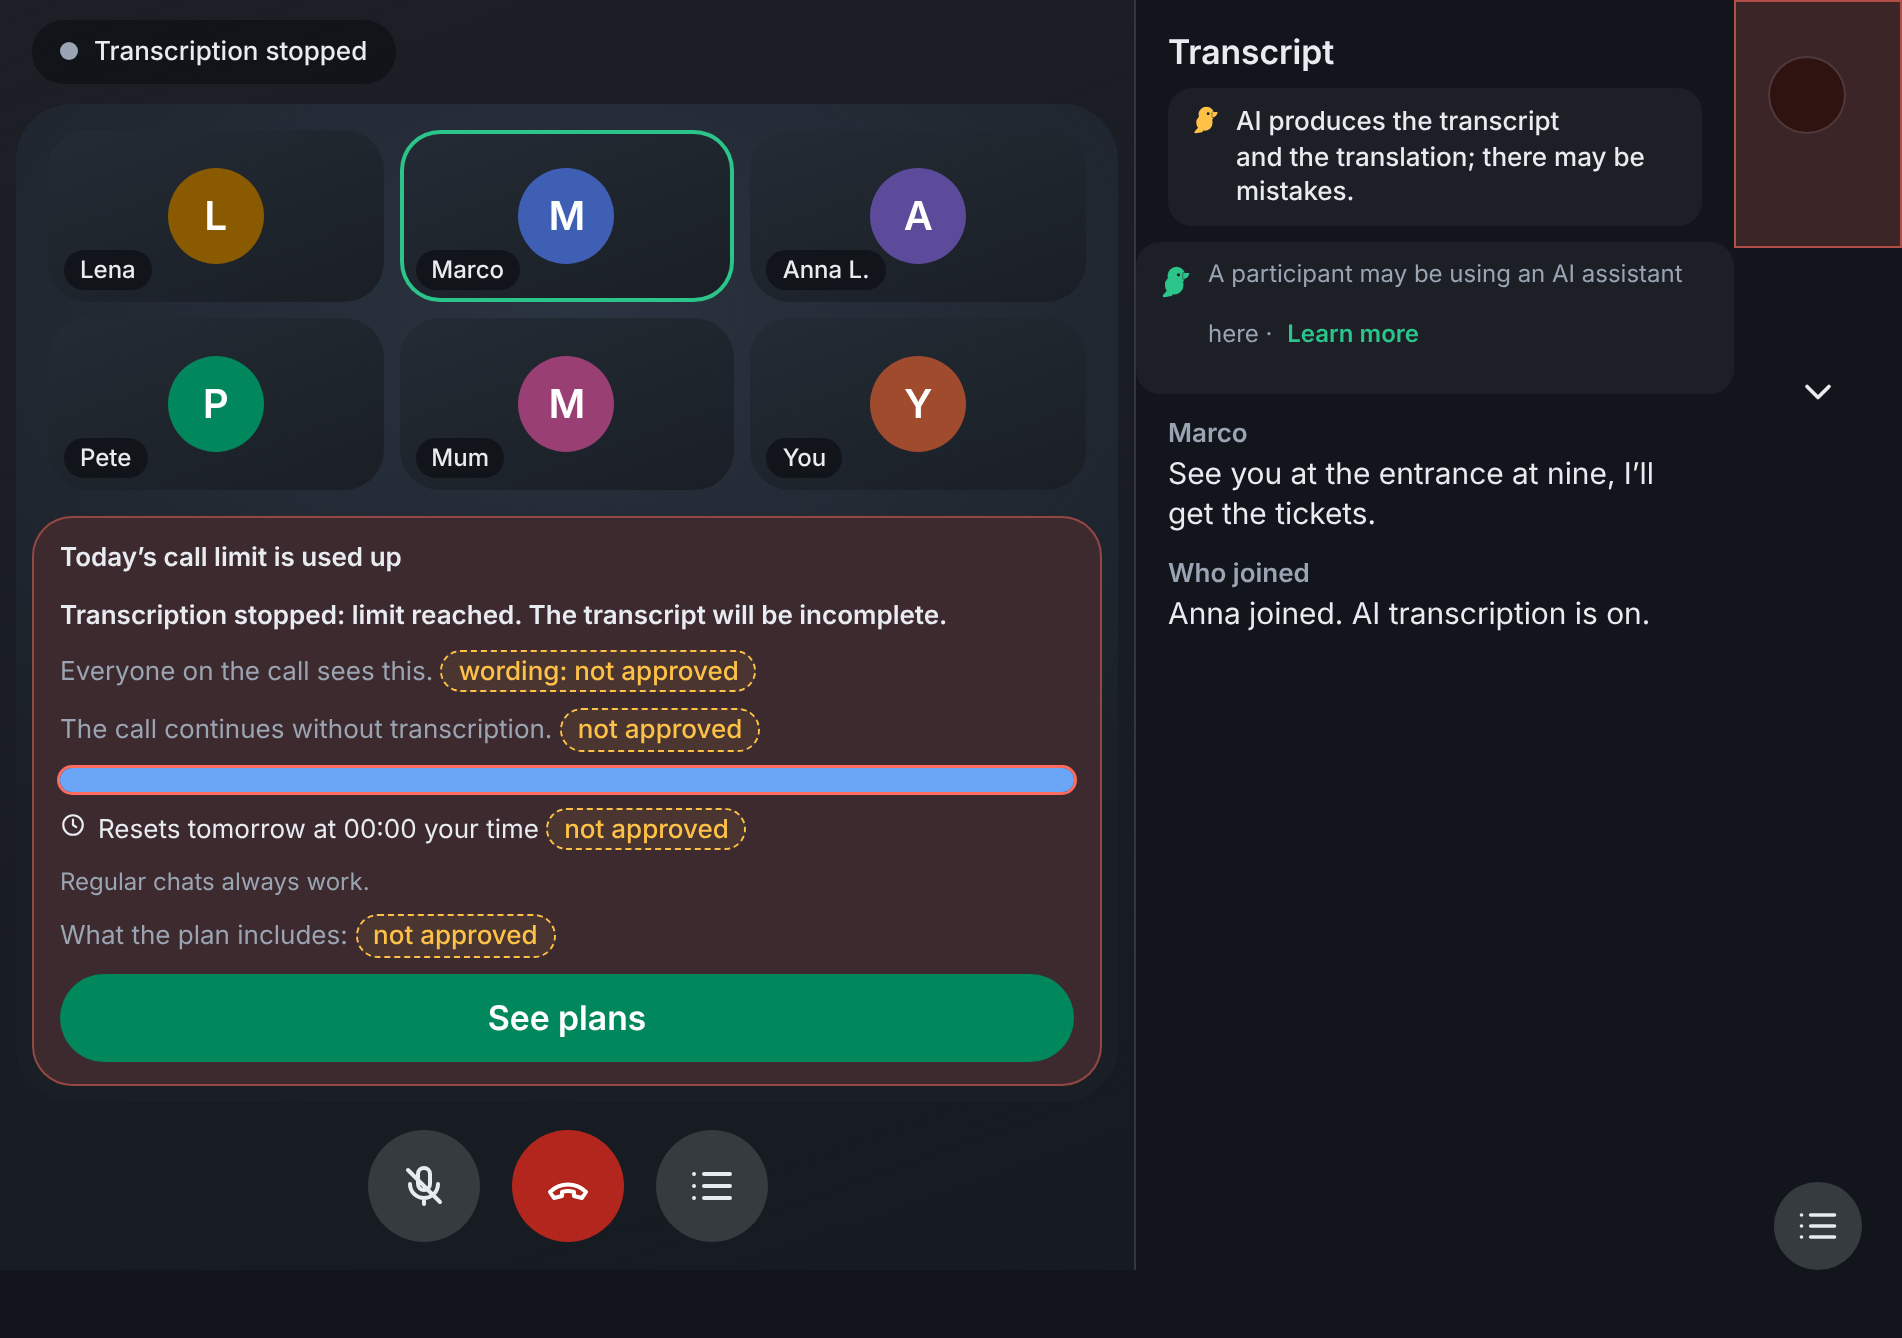 Transcription stopped
L
Lena
M
Marco
A
Anna L.
P
Pete
M
Mum
Y
You
Today’s call limit is used up
Transcription stopped: limit reached. The transcript will be incomplete.
Everyone on the call sees this. wording: not approved
The call continues without transcription. not approved
Resets tomorrow at 00:00 your time not approved
Regular chats always work.
What the plan includes: not approved
See plans
Transcript
AI produces the transcript
and the translation; there may be
mistakes.
A participant may be using an AI assistant
here · Learn more
Marco
See you at the entrance at nine, I’ll
get the tickets.
Who joined
Anna joined. AI transcription is on.